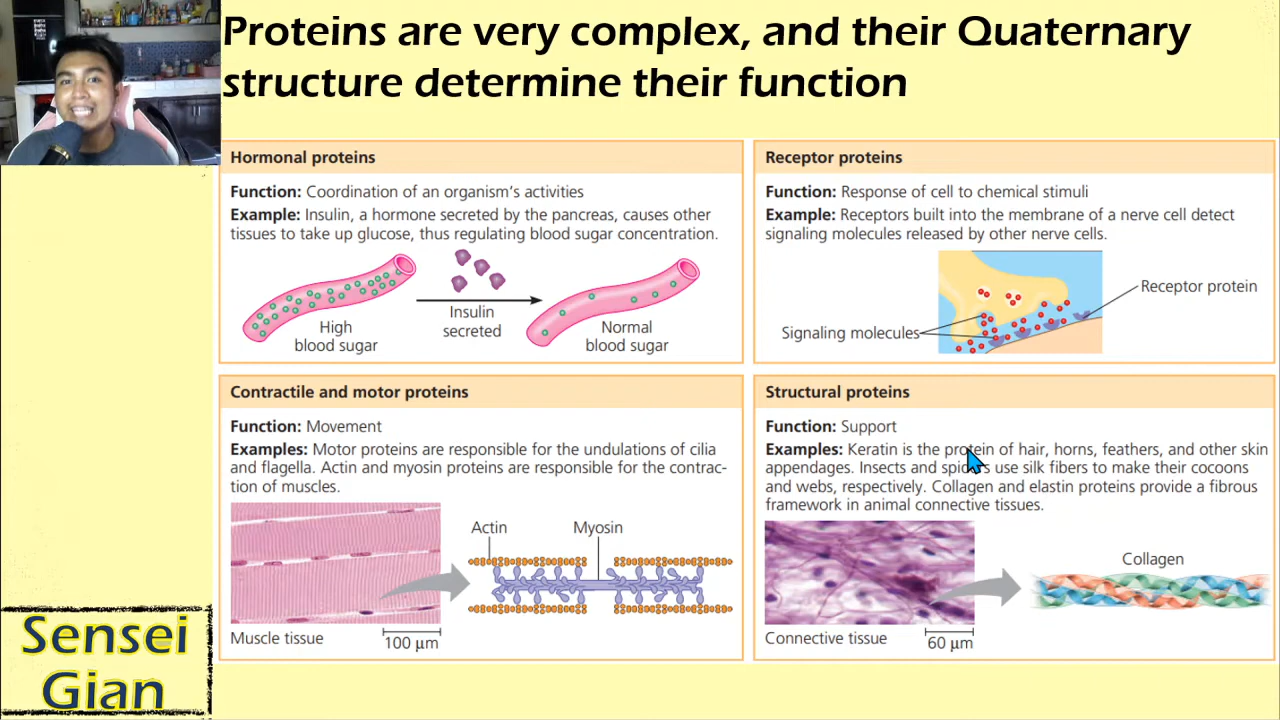 Proteins are very complex, and their Quaternary
structure determine their function
Hormonal proteins
Function: Coordination of an organism's activities
Example: Insulin, a hormone secreted by the pancreas, causes other
tissues to take up glucose, thus regulating blood sugar concentration.
High
blood sugar
Insulin
secreted
Normal
blood sugar
Receptor proteins
Function: Response of cell to chemical stimuli
Example: Receptors built into the membrane of a nerve cell detect
signaling molecules released by other nerve cells.
Receptor protein
Signaling molecules
Contractile and motor proteins
Function: Movement
Examples: Motor proteins are responsible for the undulations of cilia
and flagella. Actin and myosin proteins are responsible for the contrac-
tion of muscles.
Actin
Myosin
Muscle tissue
100 µm
Structural proteins
Function: Support
Examples: Keratin is the protein of hair, horns, feathers, and other skin
appendages. Insects and spiders use silk fibers to make their cocoons
and webs, respectively. Collagen and elastin proteins provide a fibrous
framework in animal connective tissues.
Collagen
Connective tissue
60 µm
Sensei
Gian